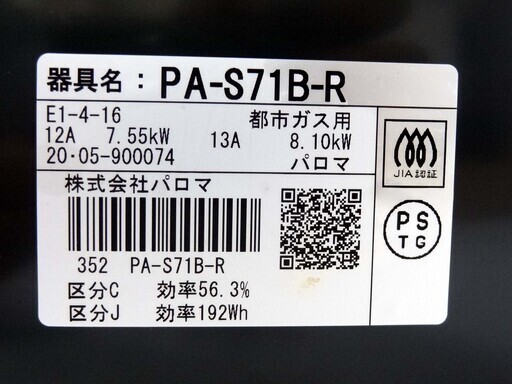 器具名：PA-S71B-R
E1-4-16 都市ガス用
12A 7.55kW 13A 8.10kW
20・05-900074 パロマ
株式会社パロマ
352 PA-S71B-R
区分C 効率56.3%
区分J 効率192Wh
JIA認証
PS
TG